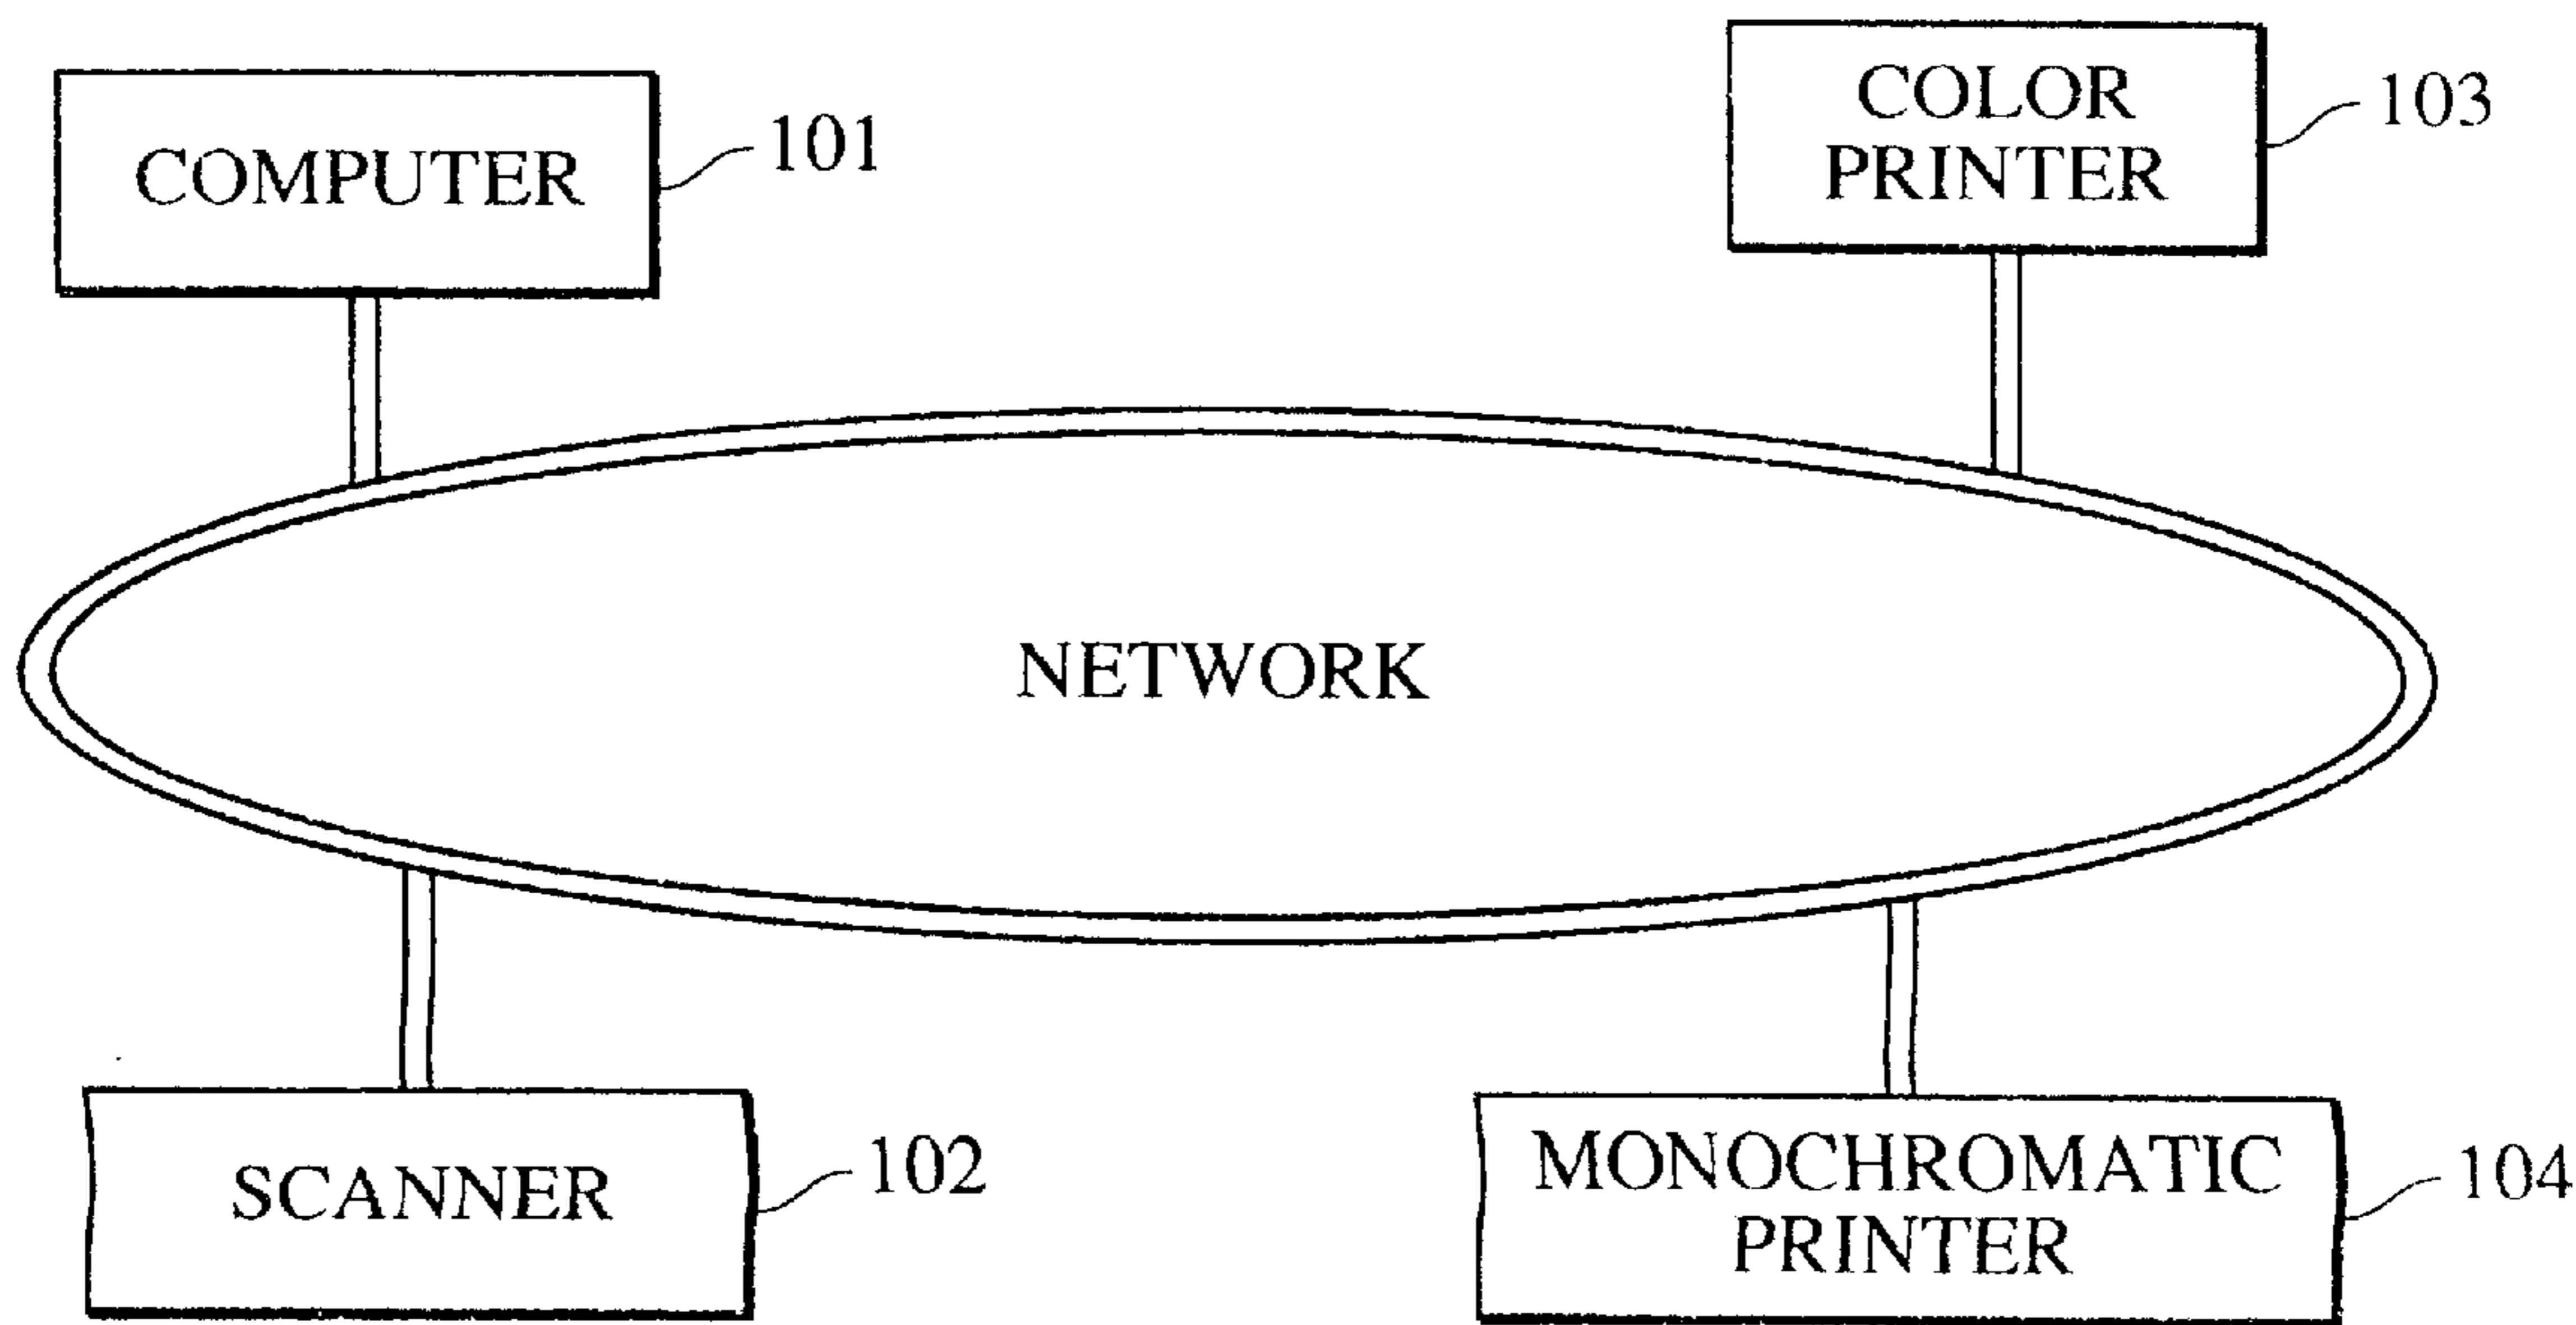 COMPUTER
101
COLOR
PRINTER
103
NETWORK
SCANNER
102
MONOCHROMATIC
PRINTER
104